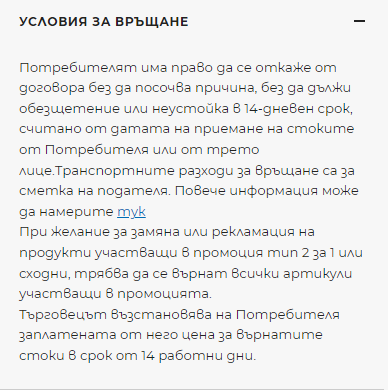 УСЛОВИЯ ЗА ВРЪЩАНЕ
Потребителят има право да се откаже от
договора без да посочва причина, без да дължи
обезщетение или неустойка в 14-дневен срок,
считано от датата на приемане на стоките
от Потребителя или от трето
лице.Транспортните разходи за връщане са за
сметка на подателя. Повече информация може
да намерите тук
При желание за замяна или рекламация на
продукти участващи в промоция тип 2 за 1 или
сходни, трябва да се върнат всички артикули
участващи в промоцията.
Търговецът възстановява на Потребителя
заплатената от него цена за върнатите
стоки в срок от 14 работни дни.